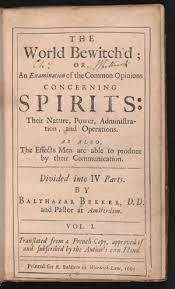 THE
World Bewitch'd;
OR,
An Examination of the Common Opinions
CONCERNING
SPIRITS:
Their Nature, Power, Administra-
tion, and Operations.
AS ALSO,
The Effects Men are able to produce
by their Communication.
Divided into IV Parts.
BY
BALTHAZAR BEKKER, D.D.
and Pastor at Amsterdam.
VOL. I.
Translated from a French Copy, approved of
and subscribed by the Author's own Hand.
Printed for R. Baldwin in Warwick-Lane, 1695